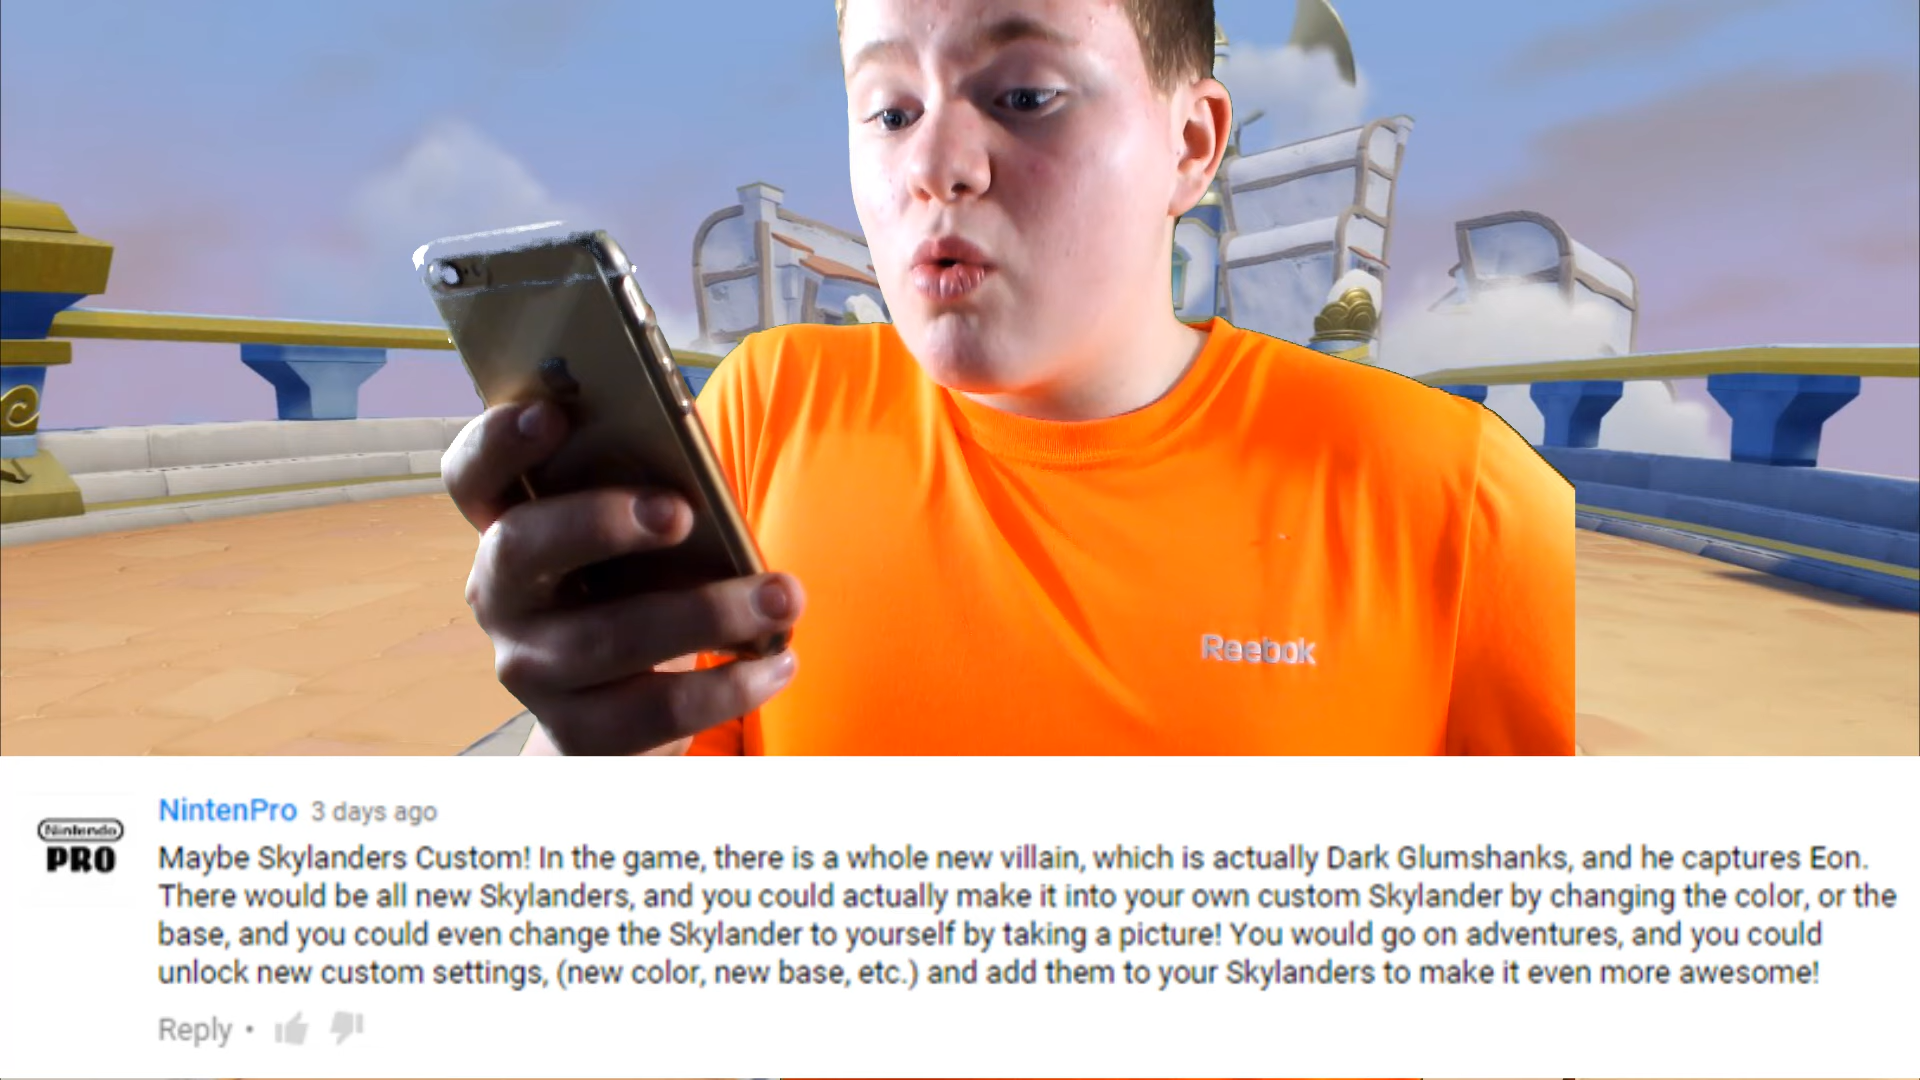 Reebok
Nintendo
PRO
NintenPro 3 days ago
Maybe Skylanders Custom! In the game, there is a whole new villain, which is actually Dark Glumshanks, and he captures Eon.
There would be all new Skylanders, and you could actually make it into your own custom Skylander by changing the color, or the
base, and you could even change the Skylander to yourself by taking a picture! You would go on adventures, and you could
unlock new custom settings, (new color, new base, etc.) and add them to your Skylanders to make it even more awesome!
Reply •